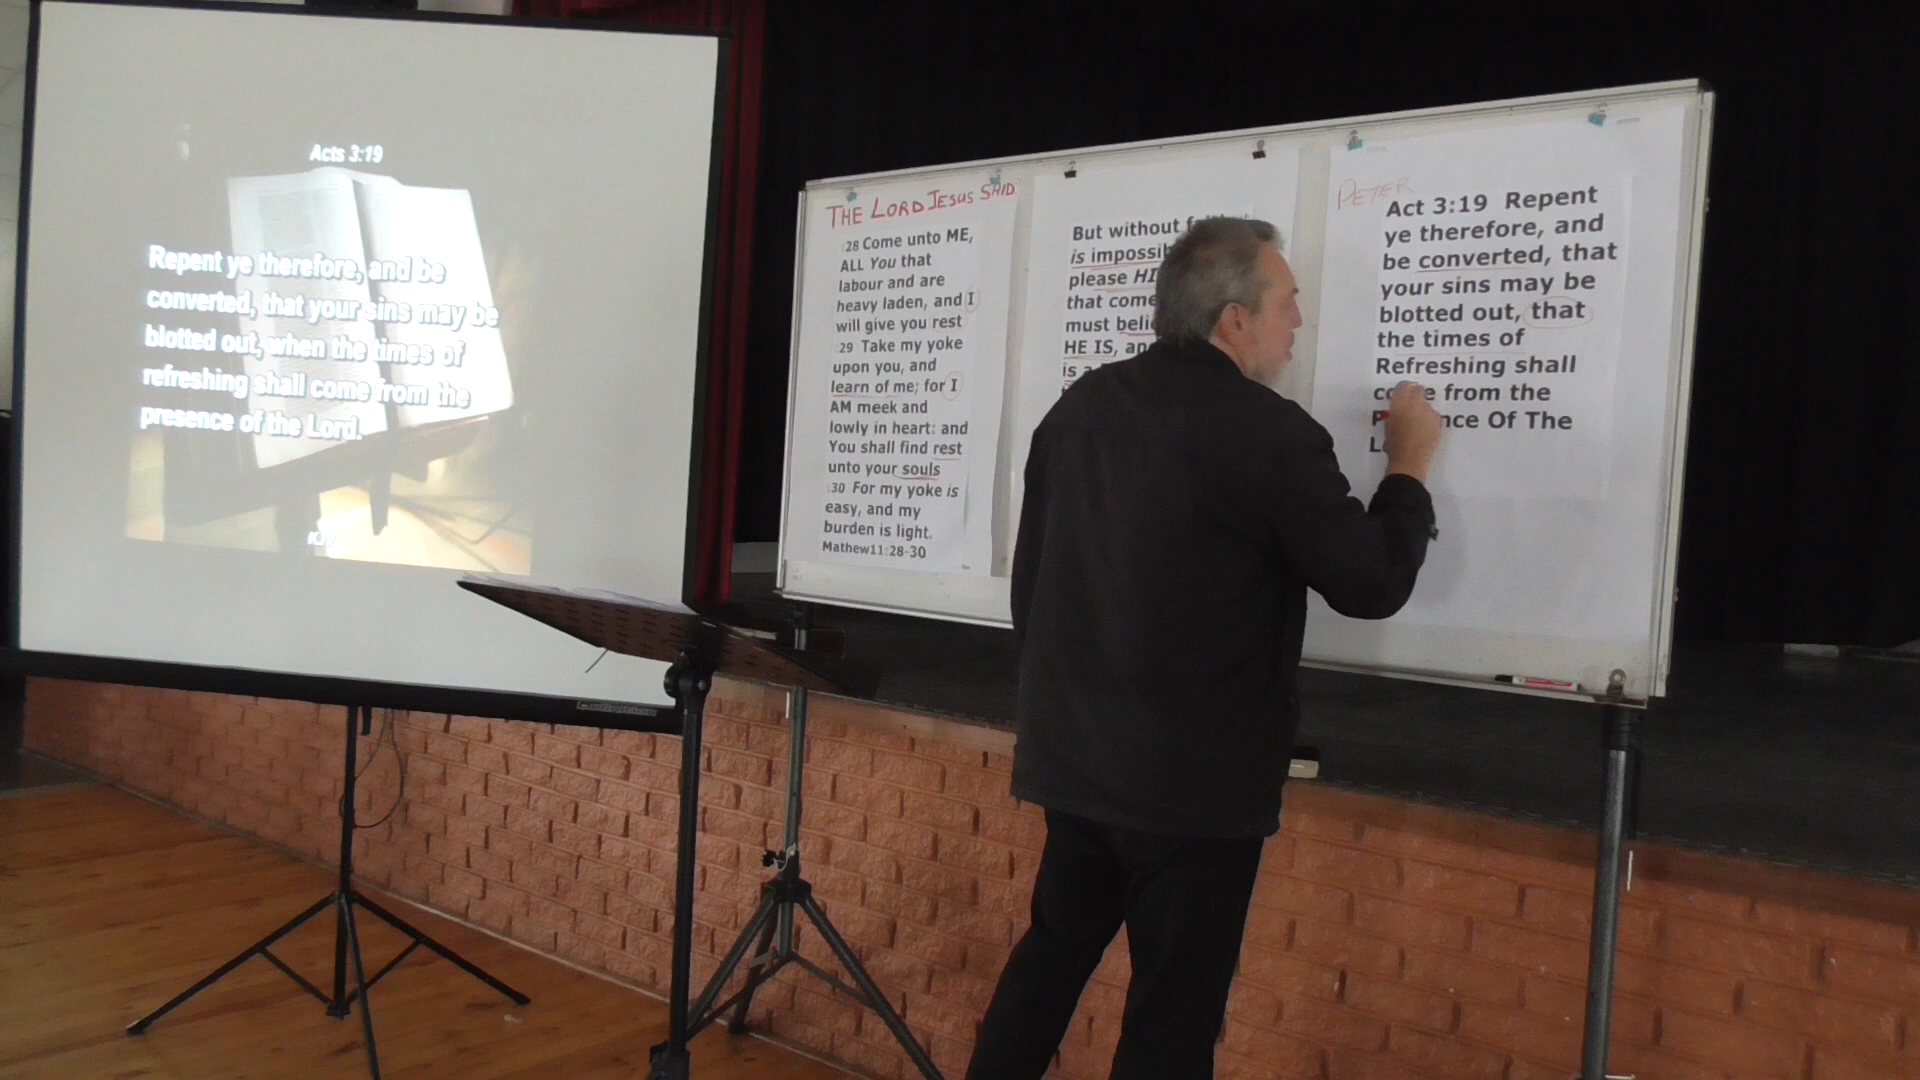 Acts 3:19
Repent ye therefore, and be
converted, that your sins may be
blotted out, when the times of
refreshing shall come from the
presence of the Lord.
THE LORD JESUS SAID:
28 Come unto ME,
ALL You that
labour and are
heavy laden, and I
will give you rest
29 Take my yoke
upon you, and
learn of me; for I
AM meek and
lowly in heart: and
You shall find rest
unto your souls
30 For my yoke is
easy, and my
burden is light.
Mathew11:28-30
But without
is
please
that
must
HE IS,
is a
PETER
Act 3:19 Repent
ye therefore, and
be converted, that
your sins may be
blotted out, that
the times of
Refreshing shall
from the
Of The